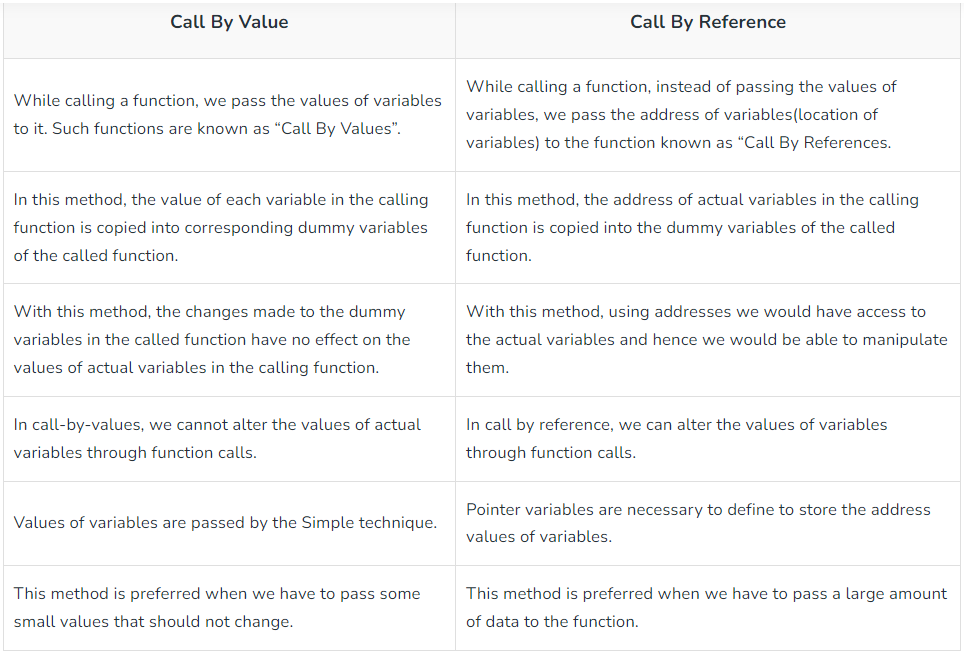 Call By Value
Call By Reference
While calling a function, we pass the values of variables
to it. Such functions are known as “Call By Values”.
While calling a function, instead of passing the values of
variables, we pass the address of variables(location of
variables) to the function known as “Call By References.
In this method, the value of each variable in the calling
function is copied into corresponding dummy variables
of the called function.
In this method, the address of actual variables in the calling
function is copied into the dummy variables of the called
function.
With this method, the changes made to the dummy
variables in the called function have no effect on the
values of actual variables in the calling function.
With this method, using addresses we would have access to
the actual variables and hence we would be able to manipulate
them.
In call-by-values, we cannot alter the values of actual
variables through function calls.
In call by reference, we can alter the values of variables
through function calls.
Values of variables are passed by the Simple technique.
Pointer variables are necessary to define to store the address
values of variables.
This method is preferred when we have to pass some
small values that should not change.
This method is preferred when we have to pass a large amount
of data to the function.